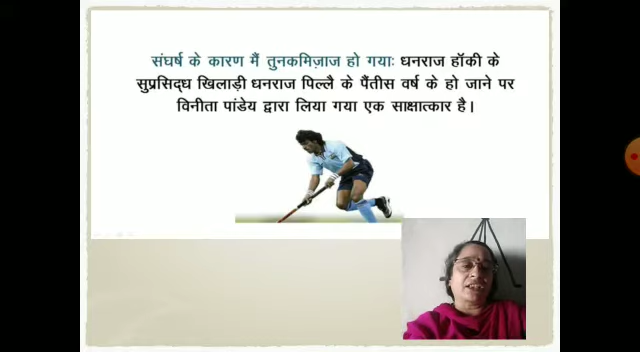 संघर्ष के कारण मैं तुनकमिज़ाज हो गयाः धनराज हॉकी के
सुप्रसिद्ध खिलाड़ी धनराज पिल्लै के पैंतीस वर्ष के हो जाने पर
विनीता पांडेय द्वारा लिया गया एक साक्षात्कार है।